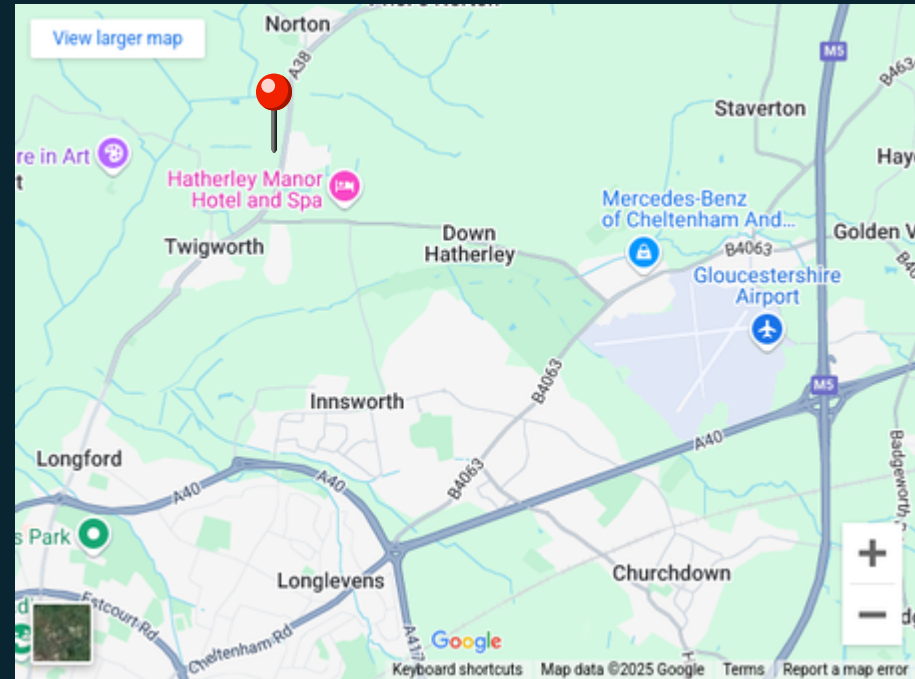 Norton
View larger map
A38
M5
B463
Staverton
re in Art
t
Hatherley Manor
Hotel and Spa
Mercedes-Benz
of Cheltenham And...
Down
Hatherley
Twigworth
B4063
Golden V
Gloucestershire
Airport
B4063
M5
Innsworth
A40
Longford
B4063
A40
A40
Badgeworth
s Park
Longlevens
Churchdown
Estcourt Rd
Cheltenham Rd
A417
Google
Keyboard shortcuts
Map data ©2025 Google
Terms
Report a map error